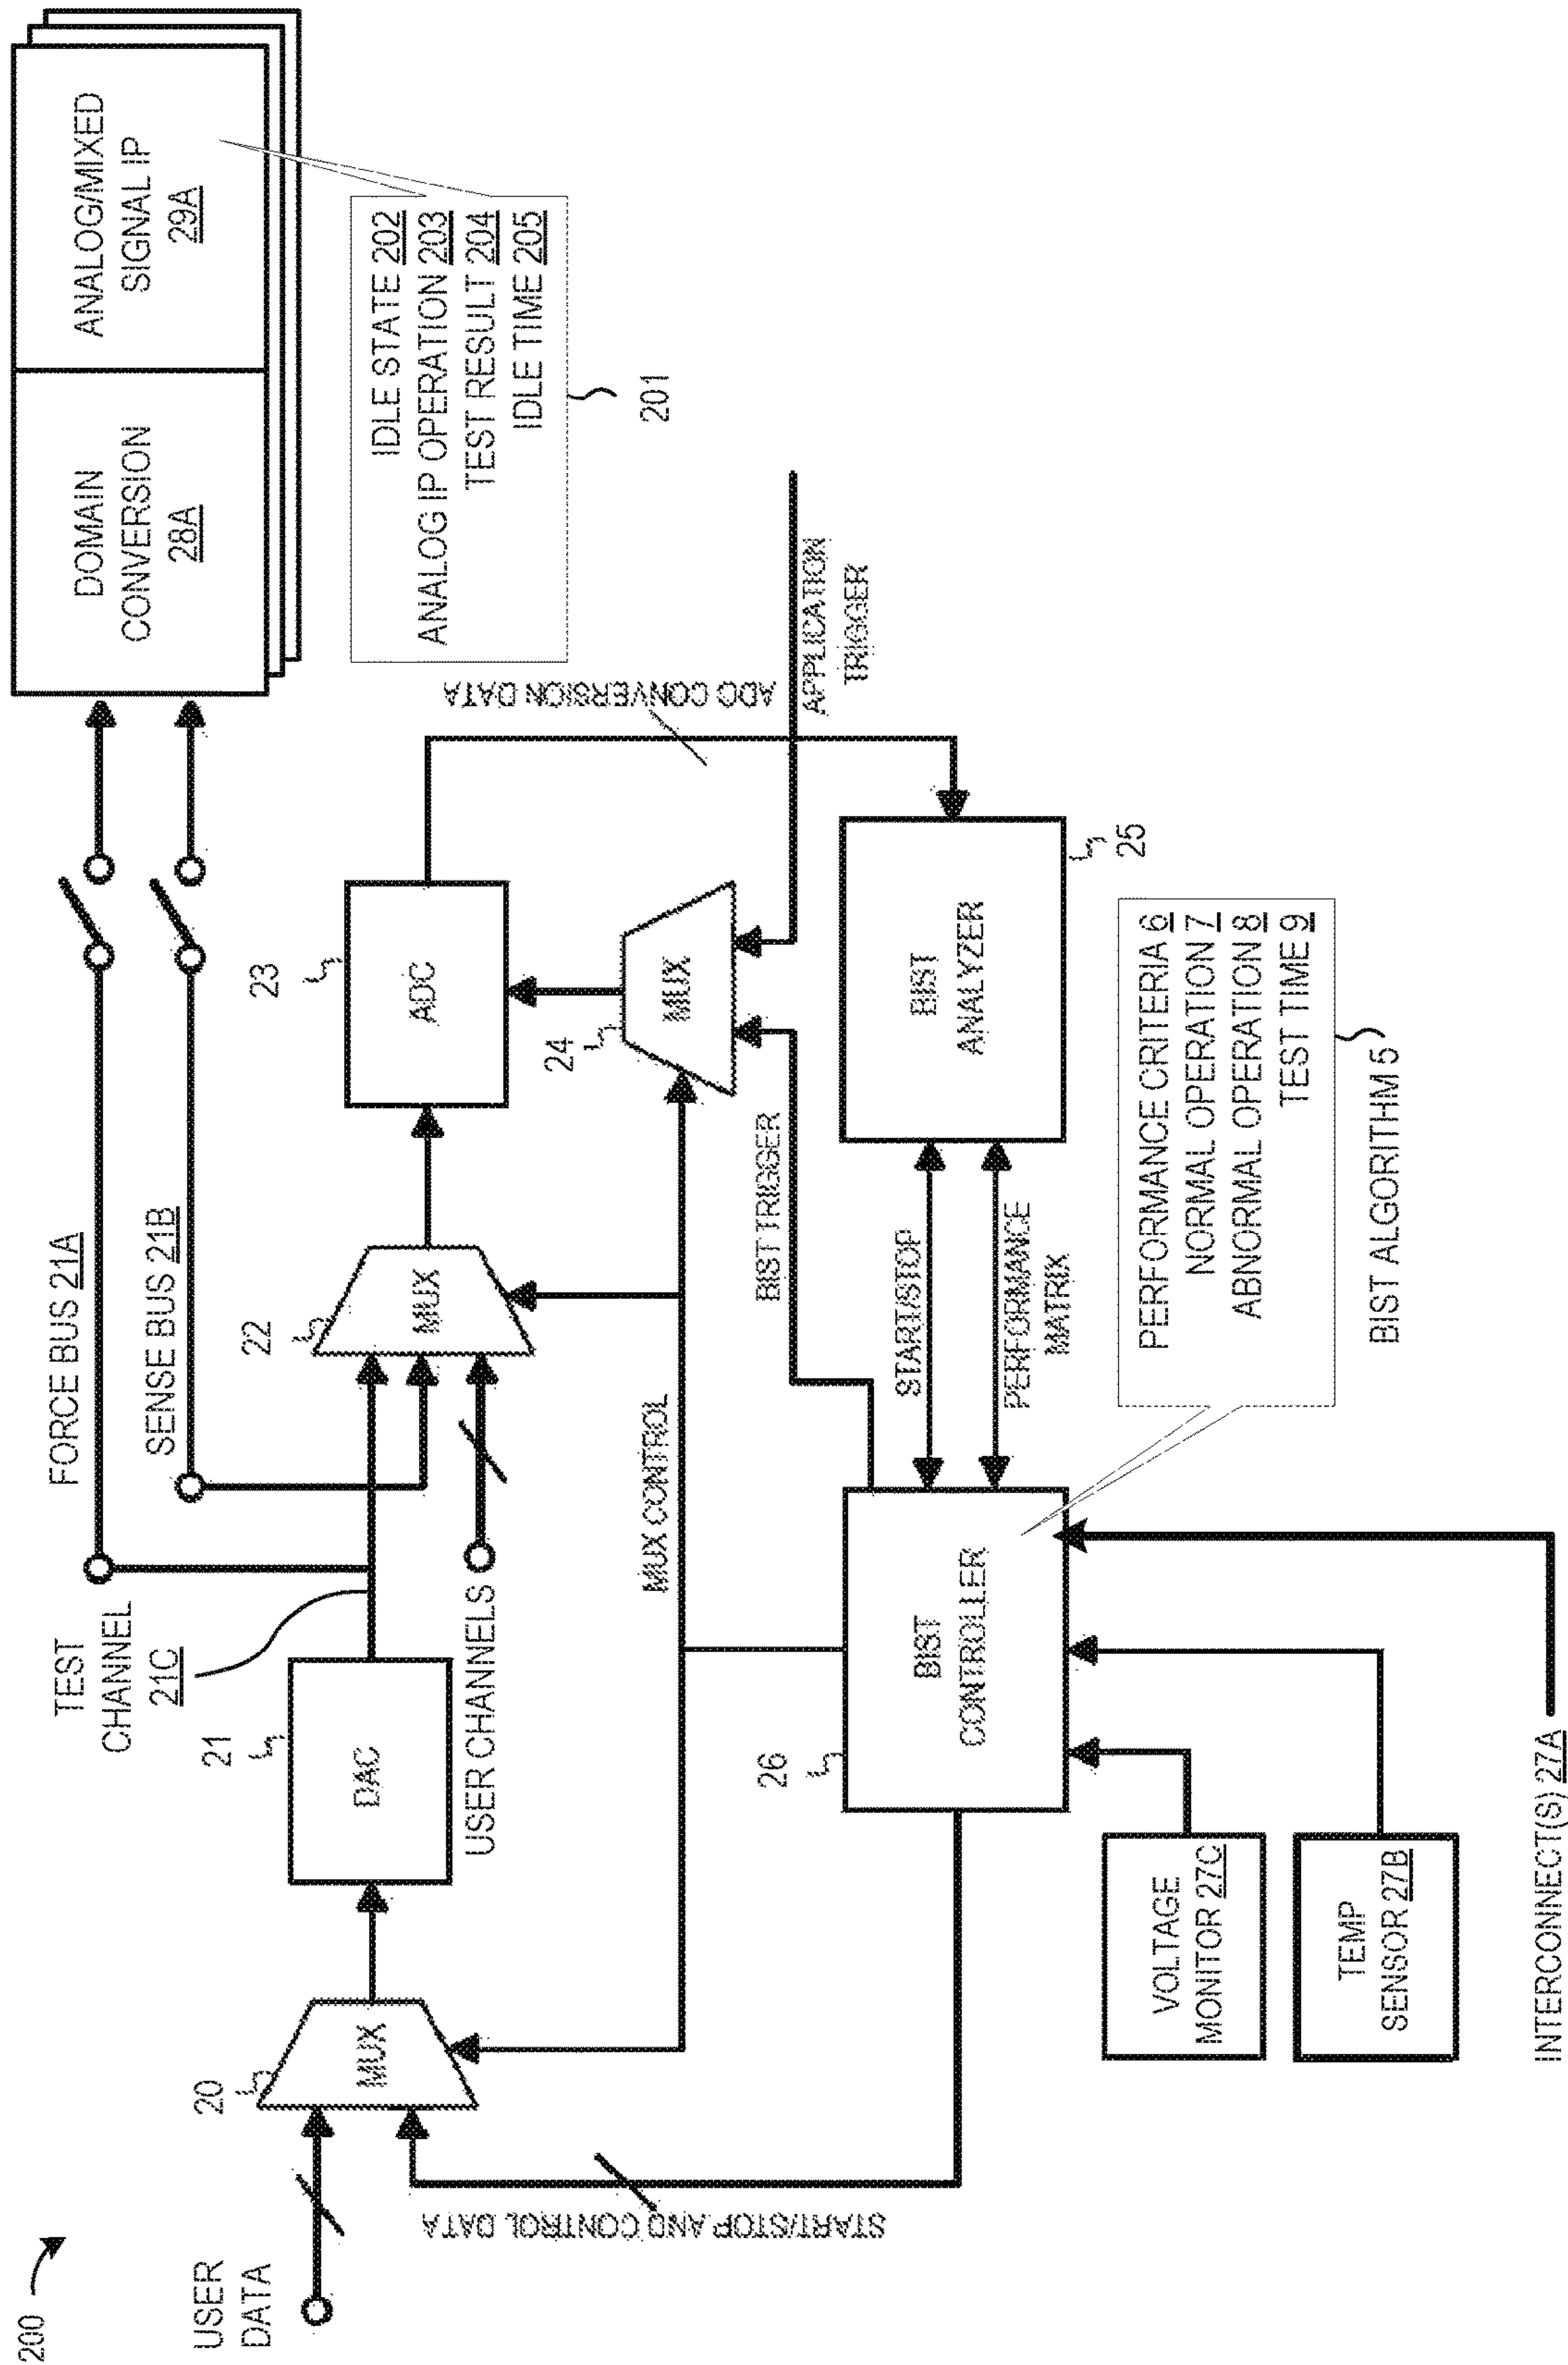 200
USER
DATA
20
MUX
START/STOP AND CONTROL DATA
21
DAC
TEST
CHANNEL
21C
FORCE BUS 21A
SENSE BUS 21B
USER CHANNELS
22
MUX
MUX CONTROL
23
ADC
24
MUX
ADC CONVERSION DATA
APPLICATION
TRIGGER
BIST TRIGGER
DOMAIN
CONVERSION
28A
ANALOG/MIXED
SIGNAL IP
29A
IDLE STATE 202
ANALOG IP OPERATION 203
TEST RESULT 204
IDLE TIME 205
201
BIST
ANALYZER
25
START/STOP
PERFORMANCE
MATRIX
26
BIST
CONTROLLER
PERFORMANCE CRITERIA 6
NORMAL OPERATION 7
ABNORMAL OPERATION 8
TEST TIME 9
BIST ALGORITHM 5
VOLTAGE
MONITOR 27C
TEMP
SENSOR 27B
INTERCONNECT(S) 27A